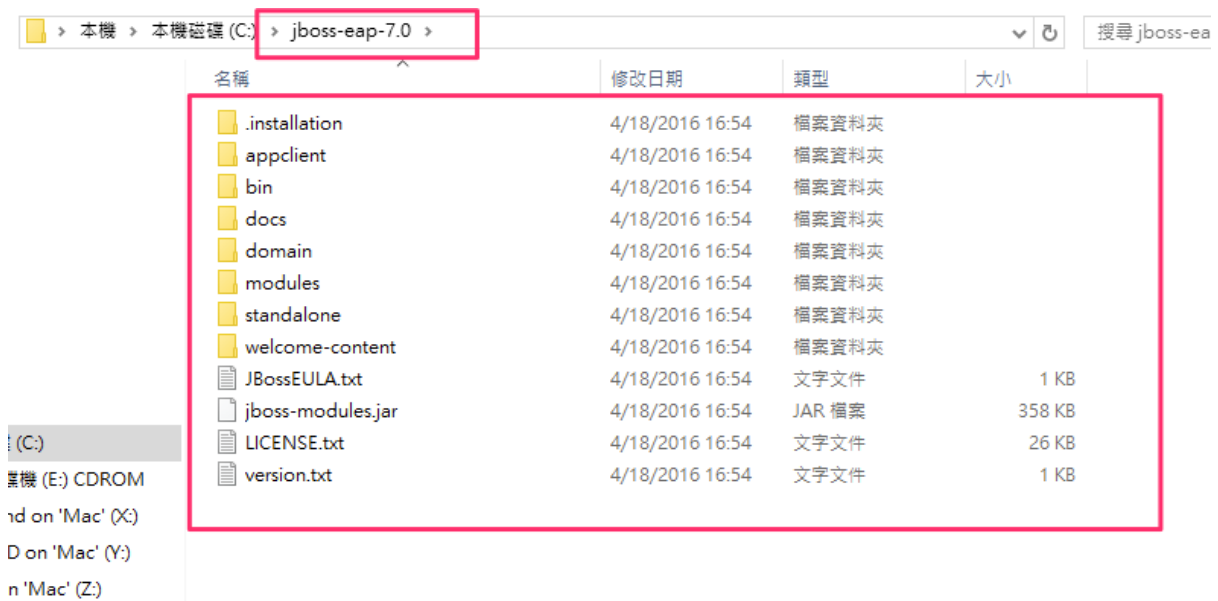 本機 本機磁碟 (C:) jboss-eap-7.0 搜尋 jboss-ea
名稱 修改日期 類型 大小
.installation 4/18/2016 16:54 檔案資料夾
appclient 4/18/2016 16:54 檔案資料夾
bin 4/18/2016 16:54 檔案資料夾
docs 4/18/2016 16:54 檔案資料夾
domain 4/18/2016 16:54 檔案資料夾
modules 4/18/2016 16:54 檔案資料夾
standalone 4/18/2016 16:54 檔案資料夾
welcome-content 4/18/2016 16:54 檔案資料夾
JBossEULA.txt 4/18/2016 16:54 文字文件 1 KB
jboss-modules.jar 4/18/2016 16:54 JAR 檔案 358 KB
LICENSE.txt 4/18/2016 16:54 文字文件 26 KB
version.txt 4/18/2016 16:54 文字文件 1 KB
(C:)
機 (E:) CDROM
nd on 'Mac' (X:)
D on 'Mac' (Y:)
n 'Mac' (Z:)